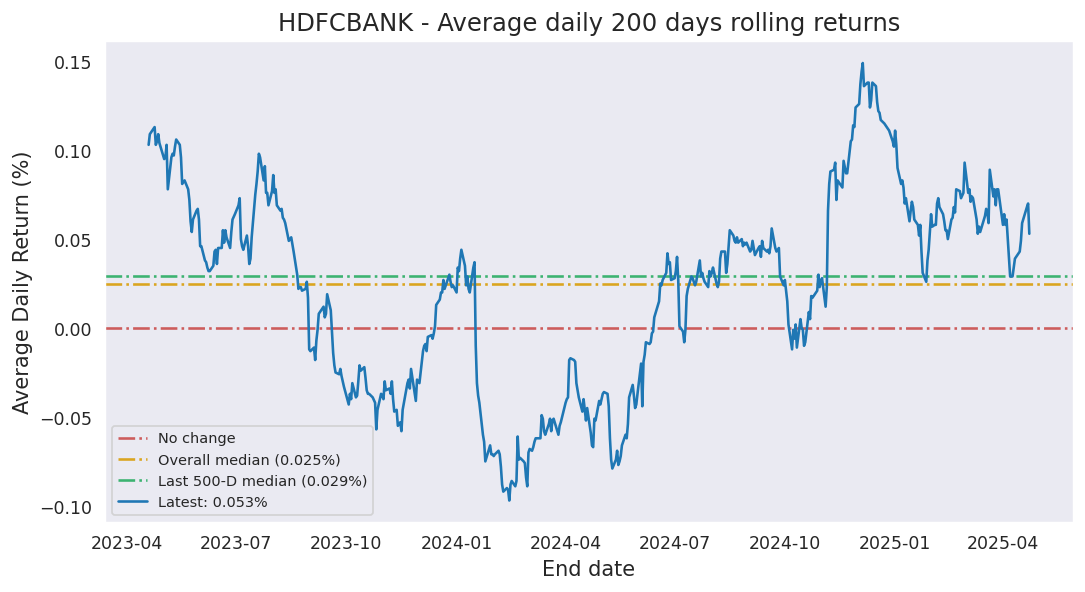 HDFCBANK - Average daily 200 days rolling returns
Average Daily Return (%)
0.15
0.10
0.05
0.00
−0.05
−0.10
No change
Overall median (0.025%)
Last 500-D median (0.029%)
Latest: 0.053%
2023-04 2023-07 2023-10 2024-01 2024-04 2024-07 2024-10 2025-01 2025-04
End date